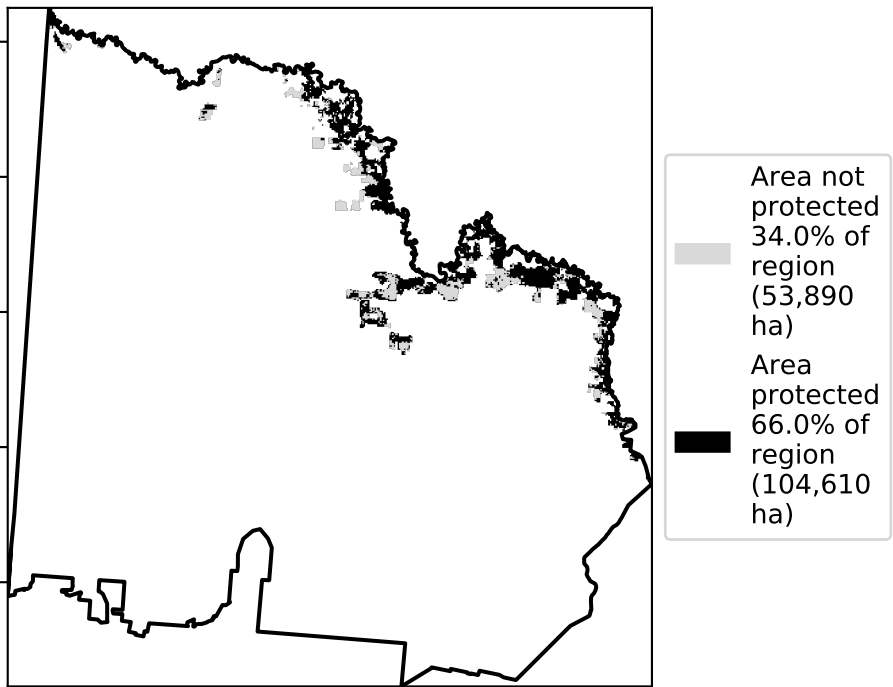 Area not
protected
34.0% of
region
(53,890
ha)
Area
protected
66.0% of
region
(104,610
ha)